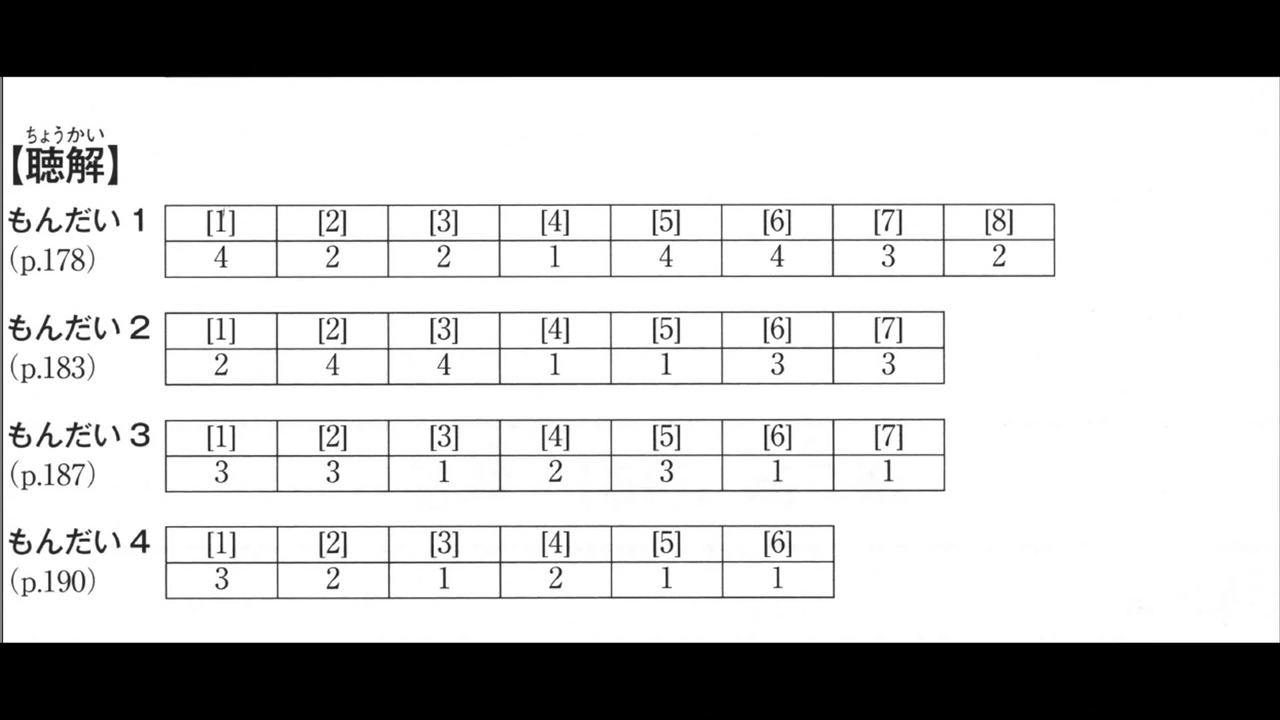 ちょうかい
【聴解】
もんだい 1 [1] [2] [3] [4] [5] [6] [7] [8]
(p.178) 4 2 2 1 4 4 3 2
もんだい 2 [1] [2] [3] [4] [5] [6] [7]
(p.183) 2 4 4 1 1 3 3
もんだい 3 [1] [2] [3] [4] [5] [6] [7]
(p.187) 3 3 1 2 3 1 1
もんだい 4 [1] [2] [3] [4] [5] [6]
(p.190) 3 2 1 2 1 1